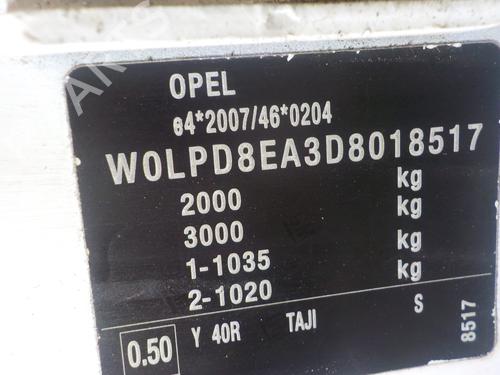 OPEL
e4*2007/46*0204
W0LPD8EA3D8018517
2000 kg
3000 kg
1-1035 kg
2-1020 kg
0.50 Y 40R TAJI S
8517